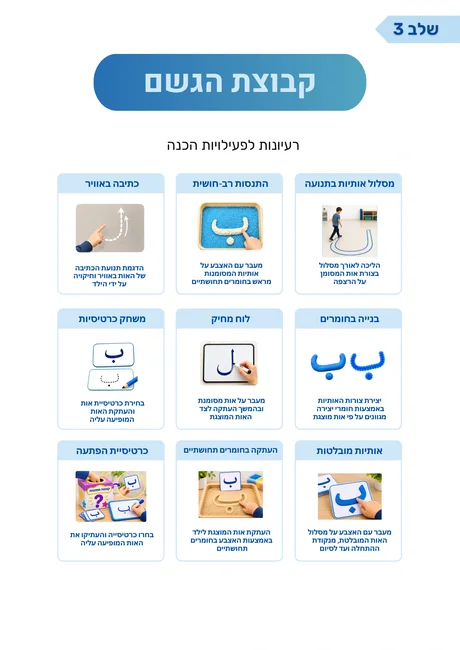 שלב 3
קבוצת הגשם
רעיונות לפעילויות הכנה
מסלול אותיות בתנועה
הליכה לאורך מסלול
בצורת אות המסומן
על הרצפה
התנסות רב-חושית
ب
מעבר עם האצבע על
אותיות המסומנות
מראש בחומרים תחושתיים
כתיבה באוויר
הדגמת תנועת הכתיבה
של האות באוויר וחיקויה
על ידי הילד
בנייה בחומרים
ب ب
יצירת צורות האותיות
באמצעות חומרי יצירה
מגוונים על פי אות מוצגת
לוח מחיק
ل
מעבר על אות מסומנת
ובהמשך העתקה לצד
האות המוצגת
משחק כרטיסיות
ب
ب
בחירת כרטיסיית אות
והעתקת האות
המופיעה עליה
אותיות מובלטות
ب
מעבר עם האצבע על מסלול
האות המובלטת, מנקודת
ההתחלה ועד לסיום
העתקה בחומרים תחושתיים
ب
ب
העתקת אות המוצגת לילד
באמצעות האצבע בחומרים
תחושתיים
כרטיסיית הפתעה
?
ب
בחרו כרטיסייה והעתיקו את
האות המופיעה עליה